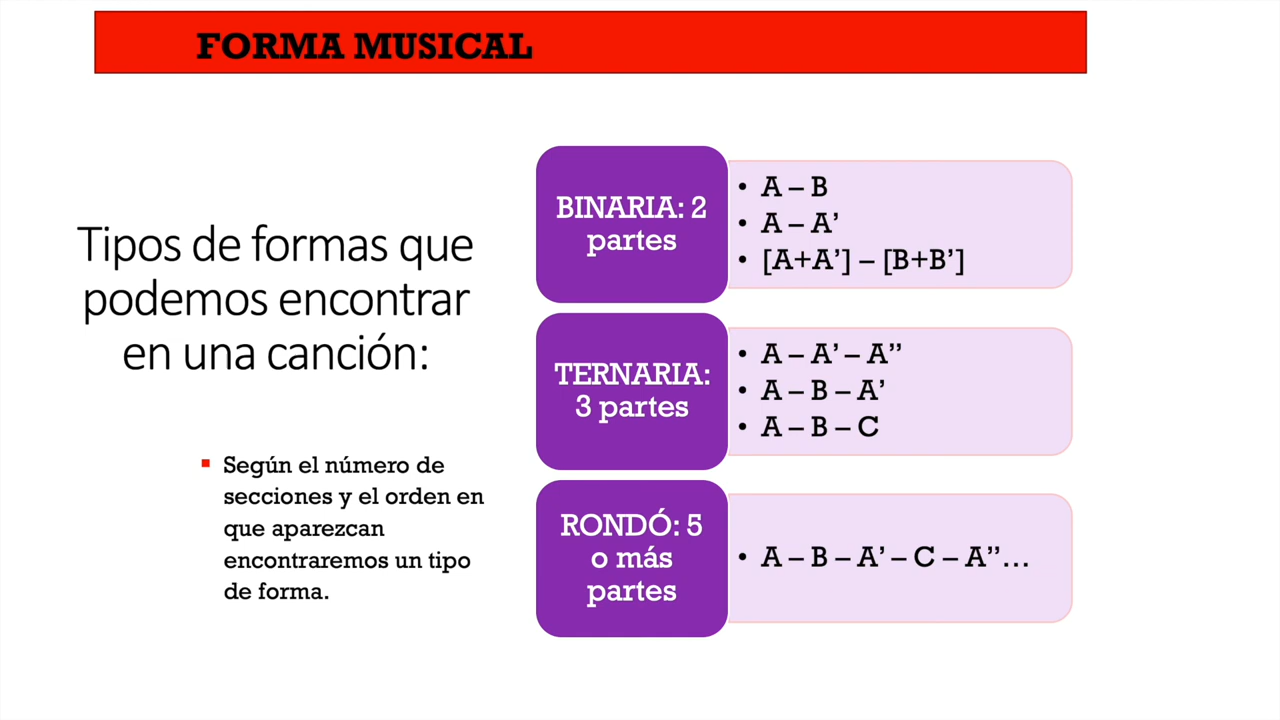 FORMA MUSICAL
Tipos de formas que
podemos encontrar
en una canción:
▪ Según el número de
secciones y el orden en
que aparezcan
encontraremos un tipo
de forma.
BINARIA: 2
partes
• A – B
• A – A’
• [A+A’] – [B+B’]
TERNARIA:
3 partes
• A – A’ – A’’
• A – B – A’
• A – B – C
RONDÓ: 5
o más
partes
• A – B – A’ – C – A’’…